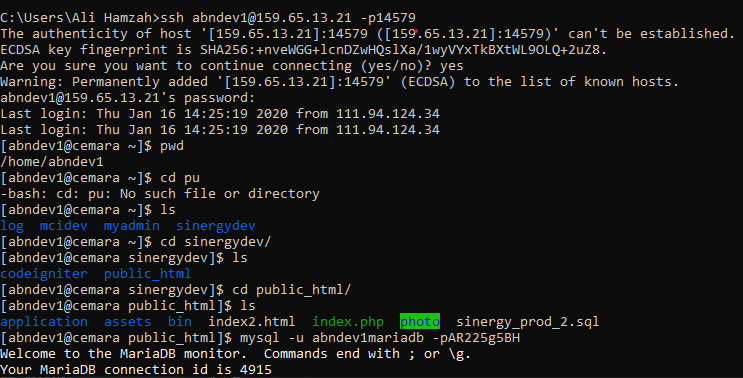 C:\Users\Ali Hamzah>ssh abndev1@159.65.13.21 -p14579
The authenticity of host '[159.65.13.21]:14579 ([159.65.13.21]:14579)' can't be established.
ECDSA key fingerprint is SHA256:+nveWGG+lcnDZwHQslXa/1wyVYxTkBXtWL9OLQ+2uZ8.
Are you sure you want to continue connecting (yes/no)? yes
Warning: Permanently added '[159.65.13.21]:14579' (ECDSA) to the list of known hosts.
abndev1@159.65.13.21's password:
Last login: Thu Jan 16 14:25:19 2020 from 111.94.124.34
Last login: Thu Jan 16 14:25:19 2020 from 111.94.124.34
[abndev1@cemara ~]$ pwd
/home/abndev1
[abndev1@cemara ~]$ cd pu
-bash: cd: pu: No such file or directory
[abndev1@cemara ~]$ ls
log  mcidev  myadmin  sinergydev
[abndev1@cemara ~]$ cd sinergydev/
[abndev1@cemara sinergydev]$ ls
codeigniter  public_html
[abndev1@cemara sinergydev]$ cd public_html/
[abndev1@cemara public_html]$ ls
application  assets  bin  index2.html  index.php  photo  sinergy_prod_2.sql
[abndev1@cemara public_html]$ mysql -u abndev1mariadb -pAR225g5BH
Welcome to the MariaDB monitor.  Commands end with ; or \g.
Your MariaDB connection id is 4915